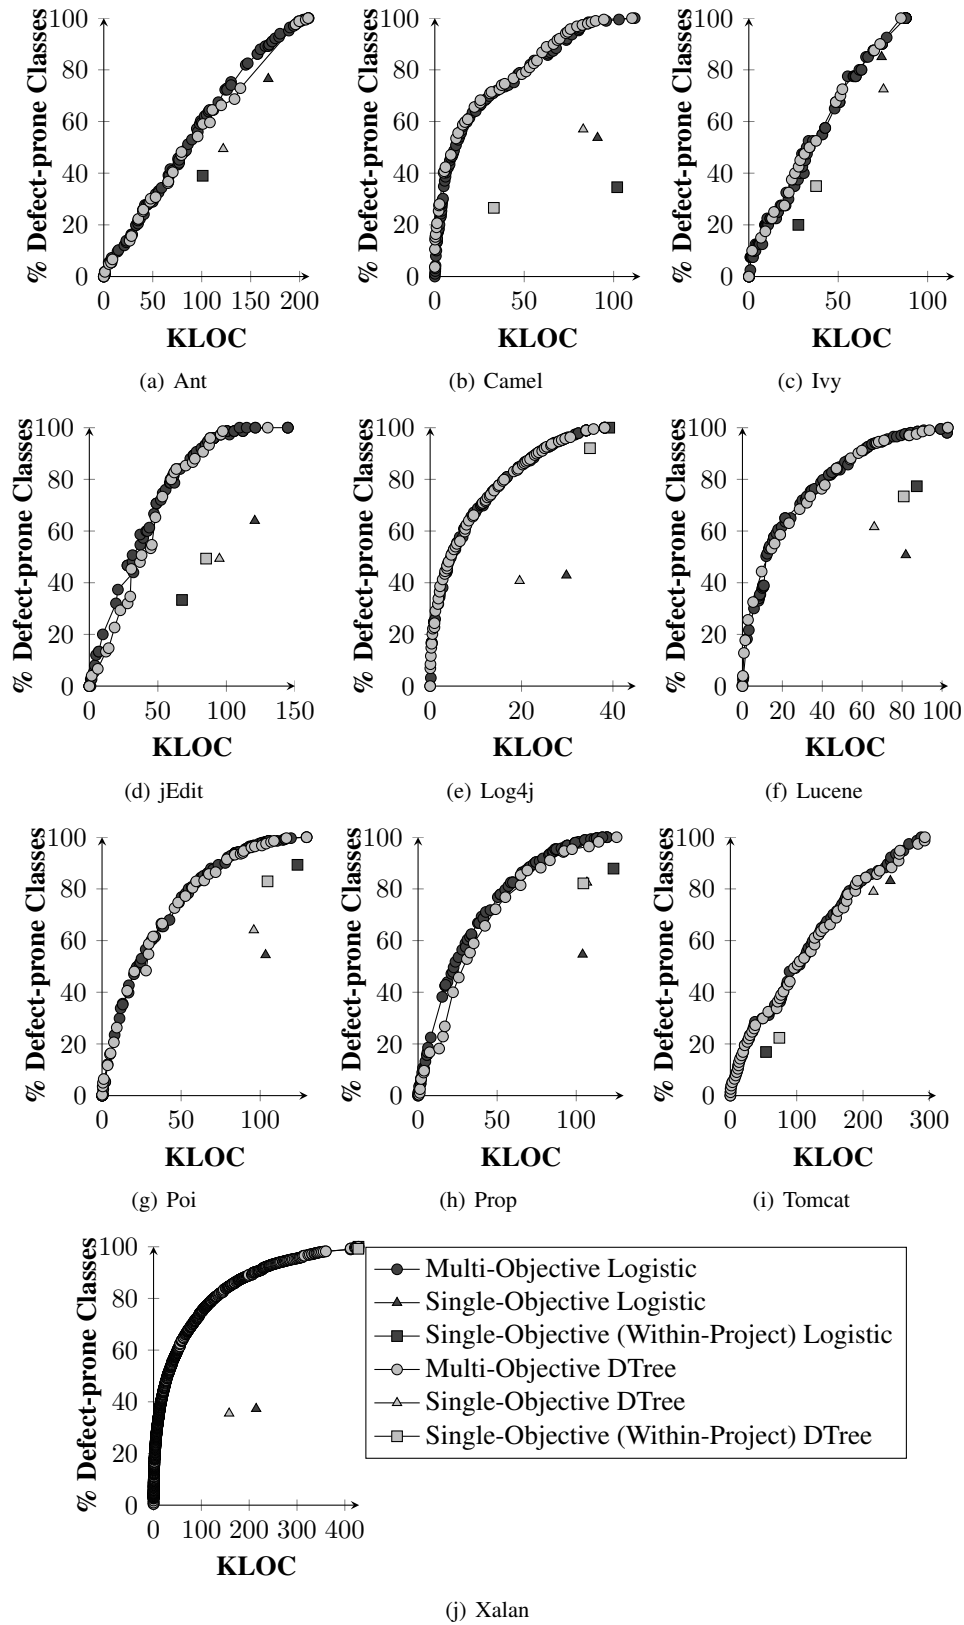 % Defect-prone Classes
100
80
60
40
20
0
0 50 100 150 200
KLOC
(a) Ant
% Defect-prone Classes
100
80
60
40
20
0
0 50 100
KLOC
(b) Camel
% Defect-prone Classes
100
80
60
40
20
0
0 50 100
KLOC
(c) Ivy
% Defect-prone Classes
100
80
60
40
20
0
0 50 100 150
KLOC
(d) jEdit
% Defect-prone Classes
100
80
60
40
20
0
0 20 40
KLOC
(e) Log4j
% Defect-prone Classes
100
80
60
40
20
0
0 20 40 60 80 100
KLOC
(f) Lucene
% Defect-prone Classes
100
80
60
40
20
0
0 50 100
KLOC
(g) Poi
% Defect-prone Classes
100
80
60
40
20
0
0 50 100
KLOC
(h) Prop
% Defect-prone Classes
100
80
60
40
20
0
0 100 200 300
KLOC
(i) Tomcat
% Defect-prone Classes
100
80
60
40
20
0
0 100 200 300 400
KLOC
Multi-Objective Logistic
Single-Objective Logistic
Single-Objective (Within-Project) Logistic
Multi-Objective DTree
Single-Objective DTree
Single-Objective (Within-Project) DTree
(j) Xalan